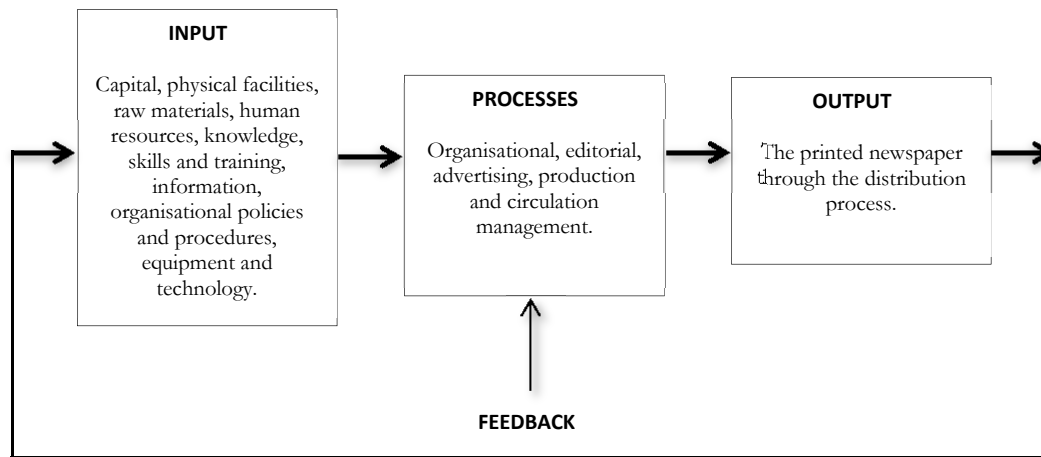 INPUT
Capital, physical facilities,
raw materials, human
resources, knowledge,
skills and training,
information,
organisational policies
and procedures,
equipment and
technology.
PROCESSES
Organisational, editorial,
advertising, production
and circulation
management.
OUTPUT
The printed newspaper
through the distribution
process.
FEEDBACK